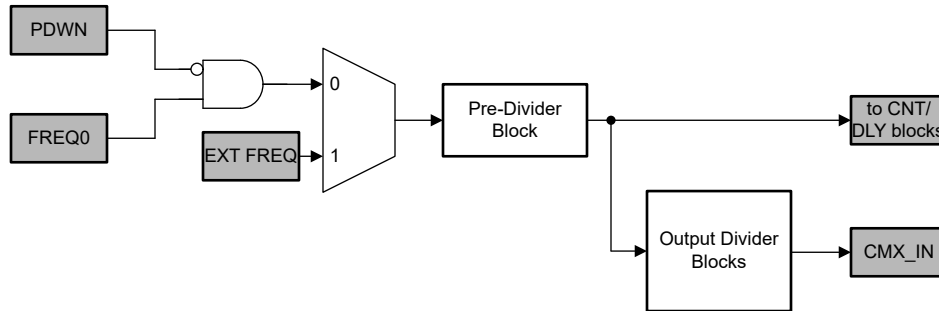 PDWN
FREQ0
EXT FREQ
0
1
Pre-Divider
Block
to CNT/
DLY blocks
Output Divider
Blocks
CMX_IN